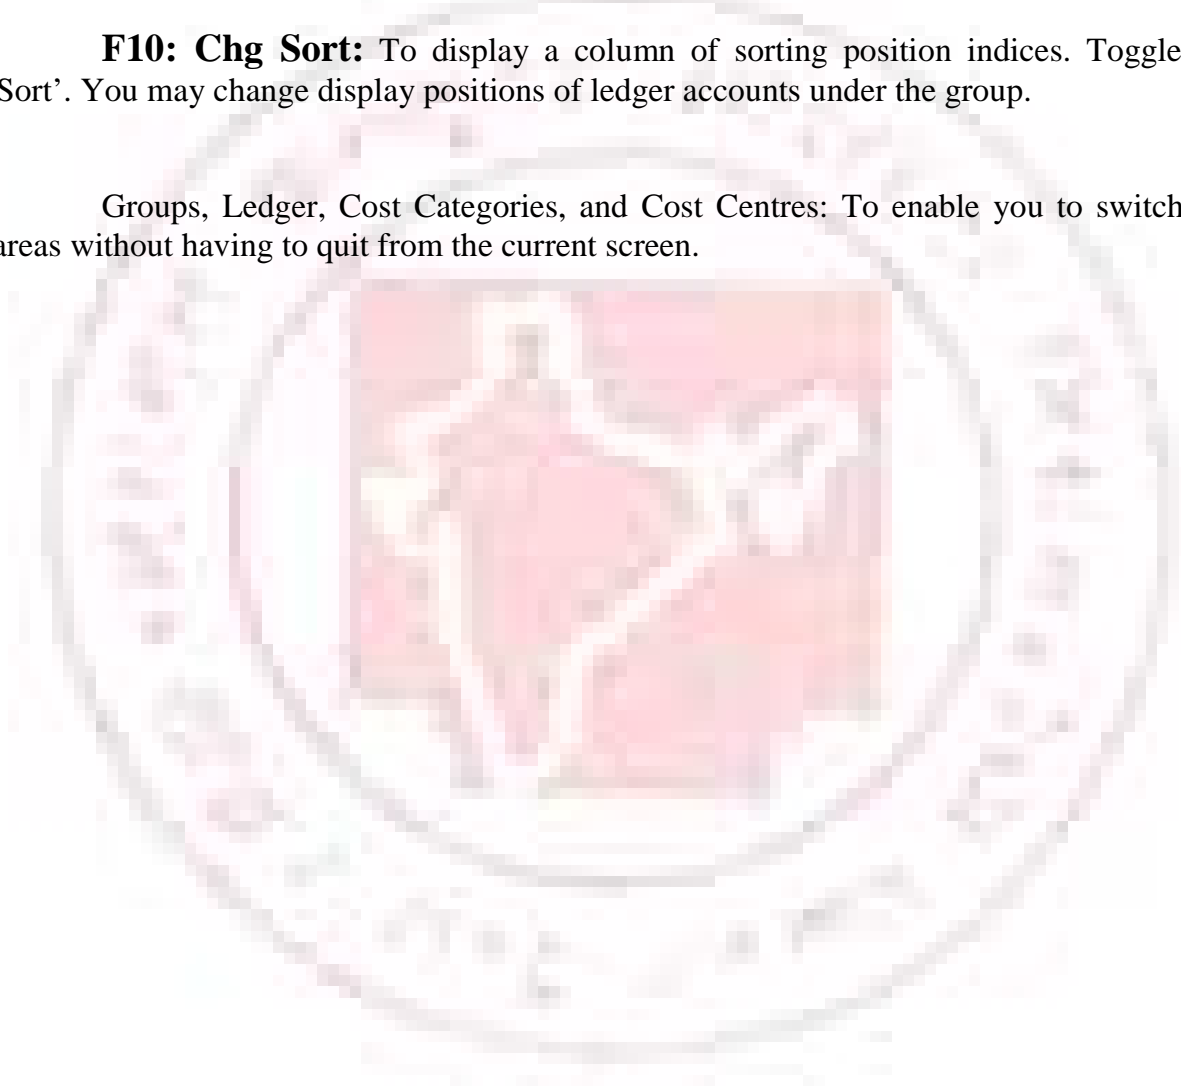 F10: Chg Sort: To display a column of sorting position indices. Toggle
Sort’. You may change display positions of ledger accounts under the group.
Groups, Ledger, Cost Categories, and Cost Centres: To enable you to switch
areas without having to quit from the current screen.